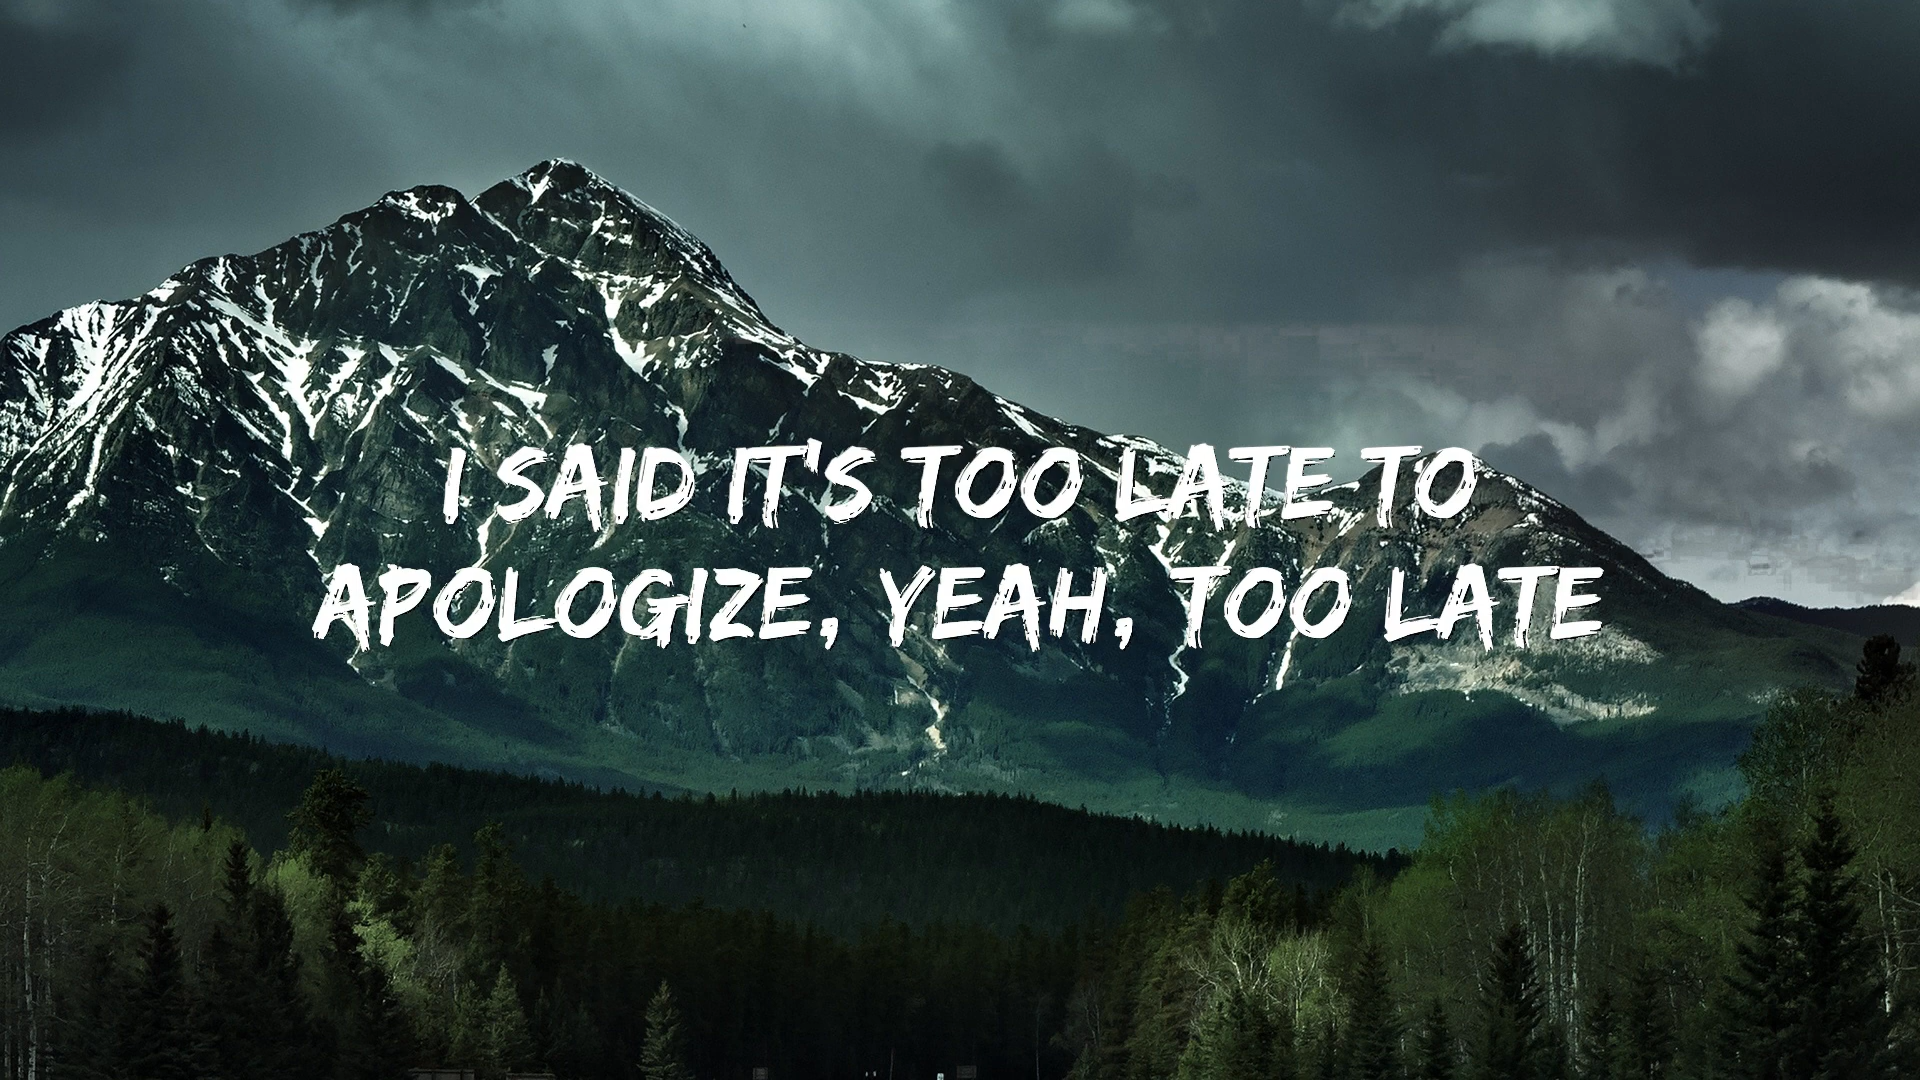 I SAID IT'S TOO LATE TO
APOLOGIZE, YEAH, TOO LATE